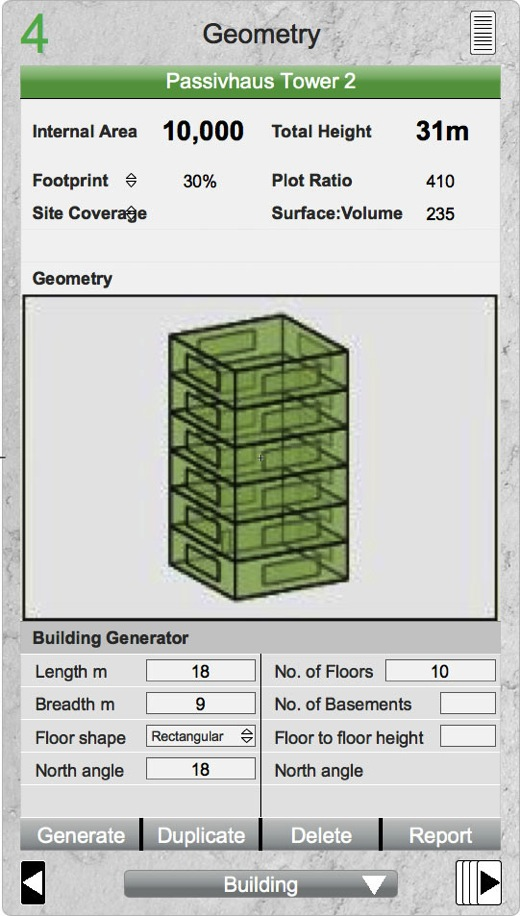 4 Geometry
Passivhaus Tower 2
Internal Area 10,000 Total Height 31m
Footprint 30% Plot Ratio 410
Site Coverage Surface:Volume 235
Geometry
Building Generator
Length m 18 No. of Floors 10
Breadth m 9 No. of Basements
Floor shape Rectangular Floor to floor height
North angle 18 North angle
Generate Duplicate Delete Report
Building